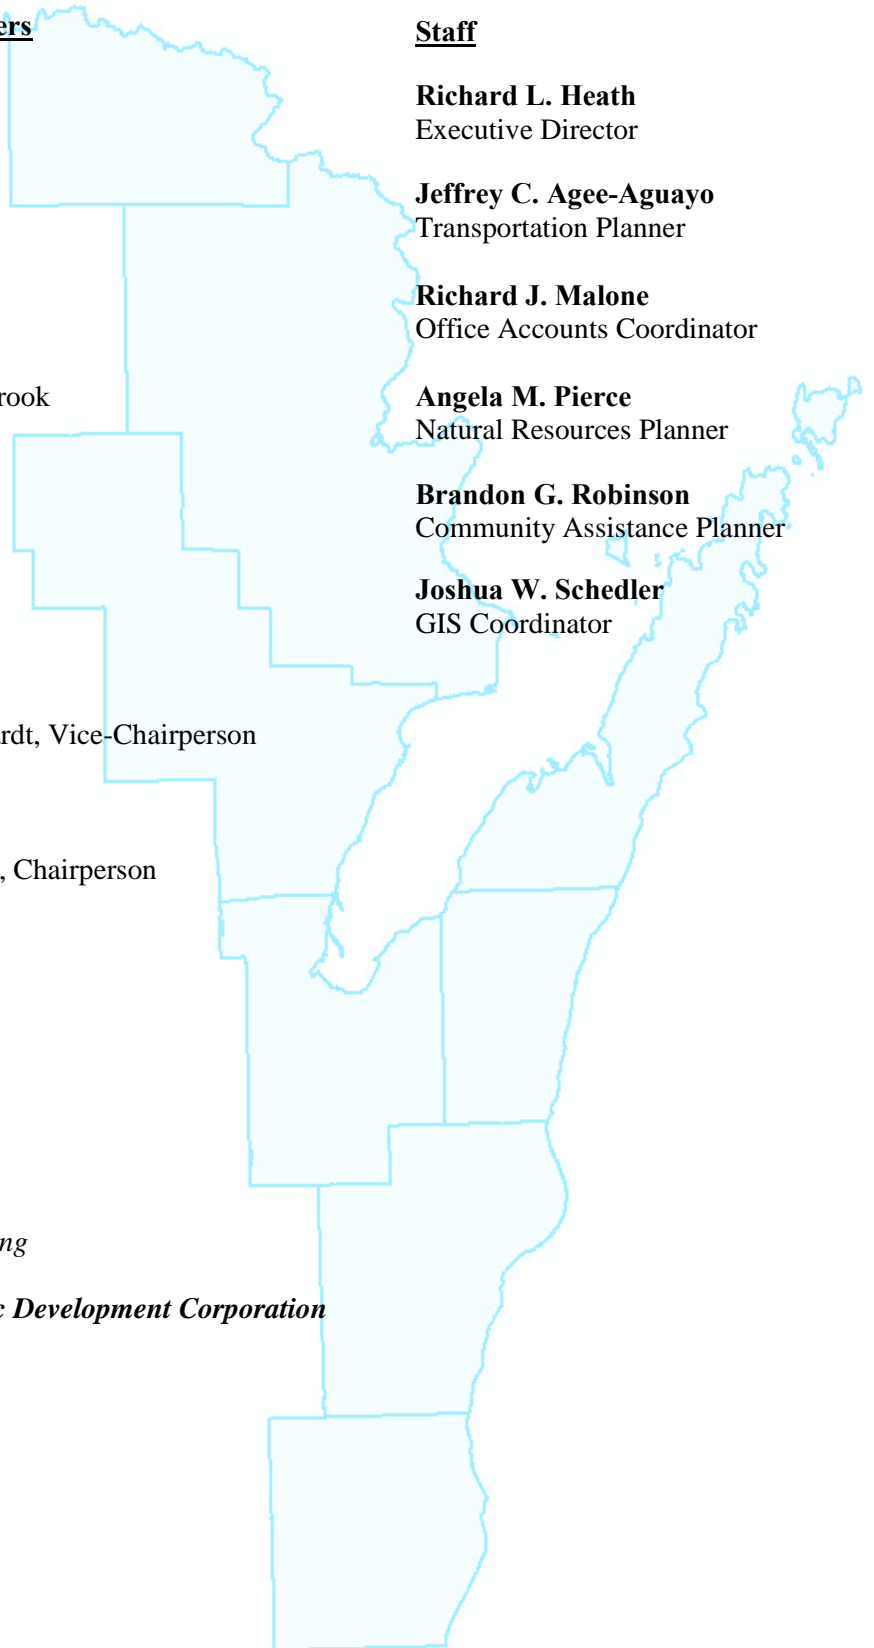 ers
Staff
Richard L. Heath
Executive Director
Jeffrey C. Agee-Aguayo
Transportation Planner
Richard J. Malone
Office Accounts Coordinator
rook
Angela M. Pierce
Natural Resources Planner
Brandon G. Robinson
Community Assistance Planner
Joshua W. Schedler
GIS Coordinator
rdt, Vice-Chairperson
, Chairperson
ng
c Development Corporation